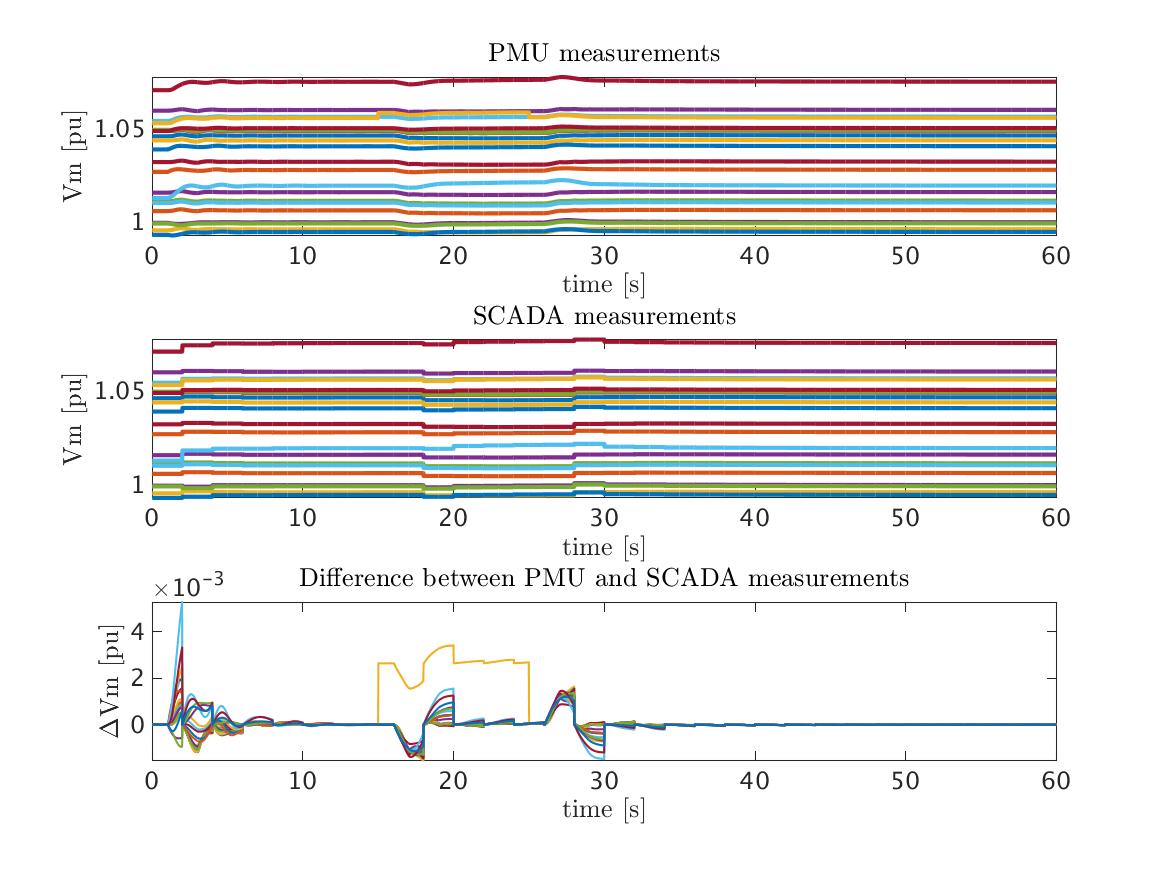 PMU measurements
Vm [pu]
1.05
1
0 10 20 30 40 50 60
time [s]
SCADA measurements
Vm [pu]
1.05
1
0 10 20 30 40 50 60
time [s]
Difference between PMU and SCADA measurements
×10⁻³
ΔVm [pu]
4
2
0
0 10 20 30 40 50 60
time [s]